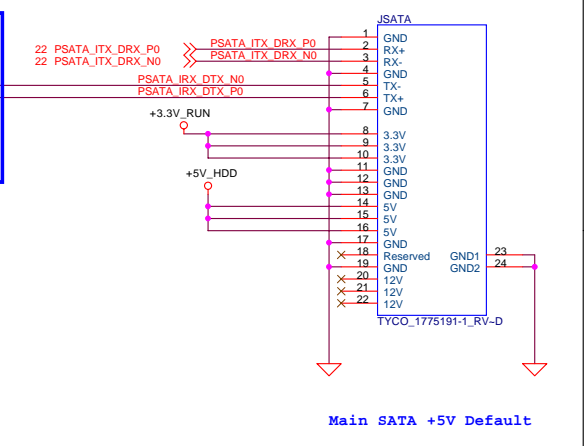 JSATA
1 GND
22 PSATA_ITX_DRX_P0 PSATA_ITX_DRX_P0 2 RX+
22 PSATA_ITX_DRX_N0 PSATA_ITX_DRX_N0 3 RX-
4 GND
PSATA_IRX_DTX_N0 5 TX-
PSATA_IRX_DTX_P0 6 TX+
7 GND
+3.3V_RUN
8 3.3V
9 3.3V
10 3.3V
11 GND
+5V_HDD
12 GND
13 GND
14 5V
15 5V
16 5V
17 GND
18 Reserved GND1 23
19 GND GND2 24
20 12V
21 12V
22 12V
TYCO_1775191-1_RV~D
Main SATA +5V Default